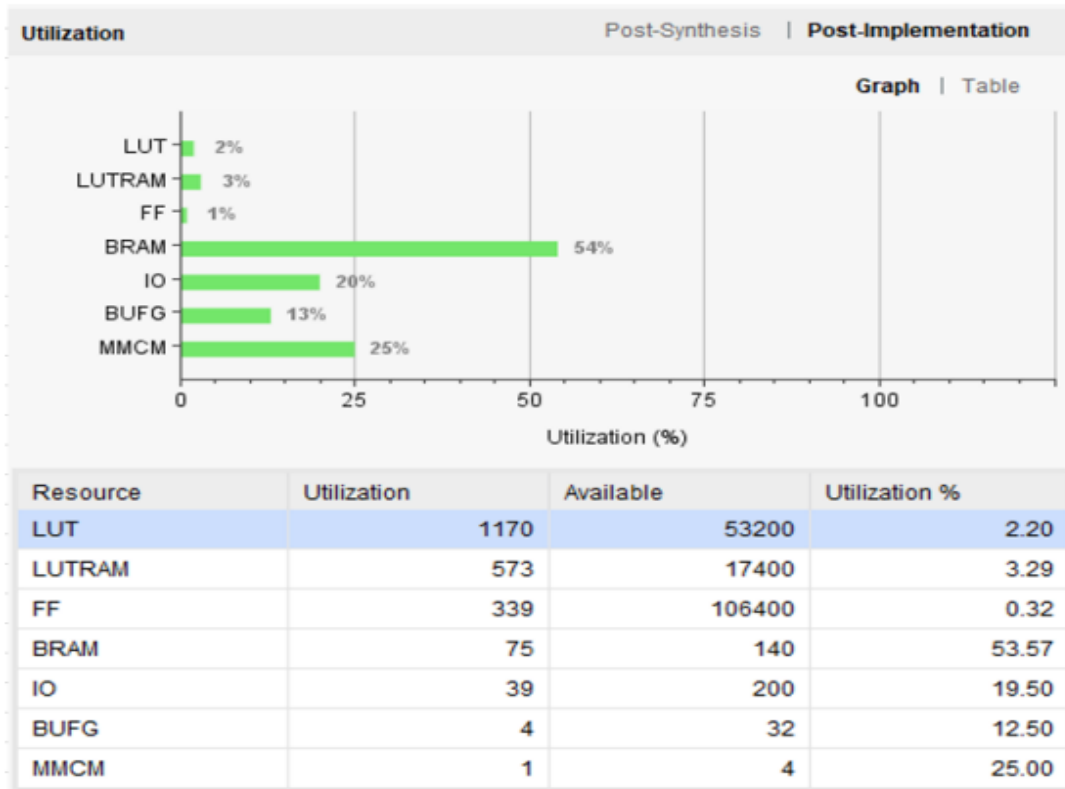 Utilization Post-Synthesis | Post-Implementation
Graph | Table
LUT 2%
LUTRAM 3%
FF 1%
BRAM 54%
IO 20%
BUFG 13%
MMCM 25%
0 25 50 75 100
Utilization (%)
Resource Utilization Available Utilization %
LUT 1170 53200 2.20
LUTRAM 573 17400 3.29
FF 339 106400 0.32
BRAM 75 140 53.57
IO 39 200 19.50
BUFG 4 32 12.50
MMCM 1 4 25.00